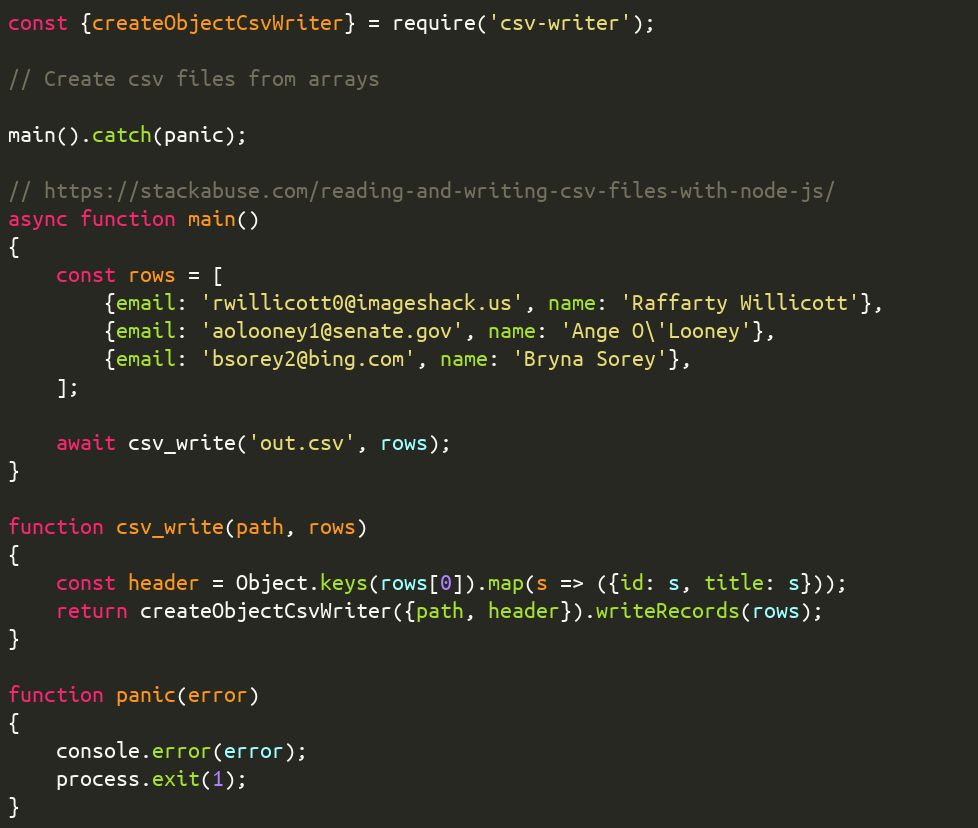 const {createObjectCsvWriter} = require('csv-writer');

// Create csv files from arrays

main().catch(panic);

// https://stackabuse.com/reading-and-writing-csv-files-with-node-js/
async function main()
{
    const rows = [
        {email: 'rwillicott0@imageshack.us', name: 'Raffarty Willicott'},
        {email: 'aolooney1@senate.gov', name: 'Ange O\'Looney'},
        {email: 'bsorey2@bing.com', name: 'Bryna Sorey'},
    ];

    await csv_write('out.csv', rows);
}

function csv_write(path, rows)
{
    const header = Object.keys(rows[0]).map(s => ({id: s, title: s}));
    return createObjectCsvWriter({path, header}).writeRecords(rows);
}

function panic(error)
{
    console.error(error);
    process.exit(1);
}